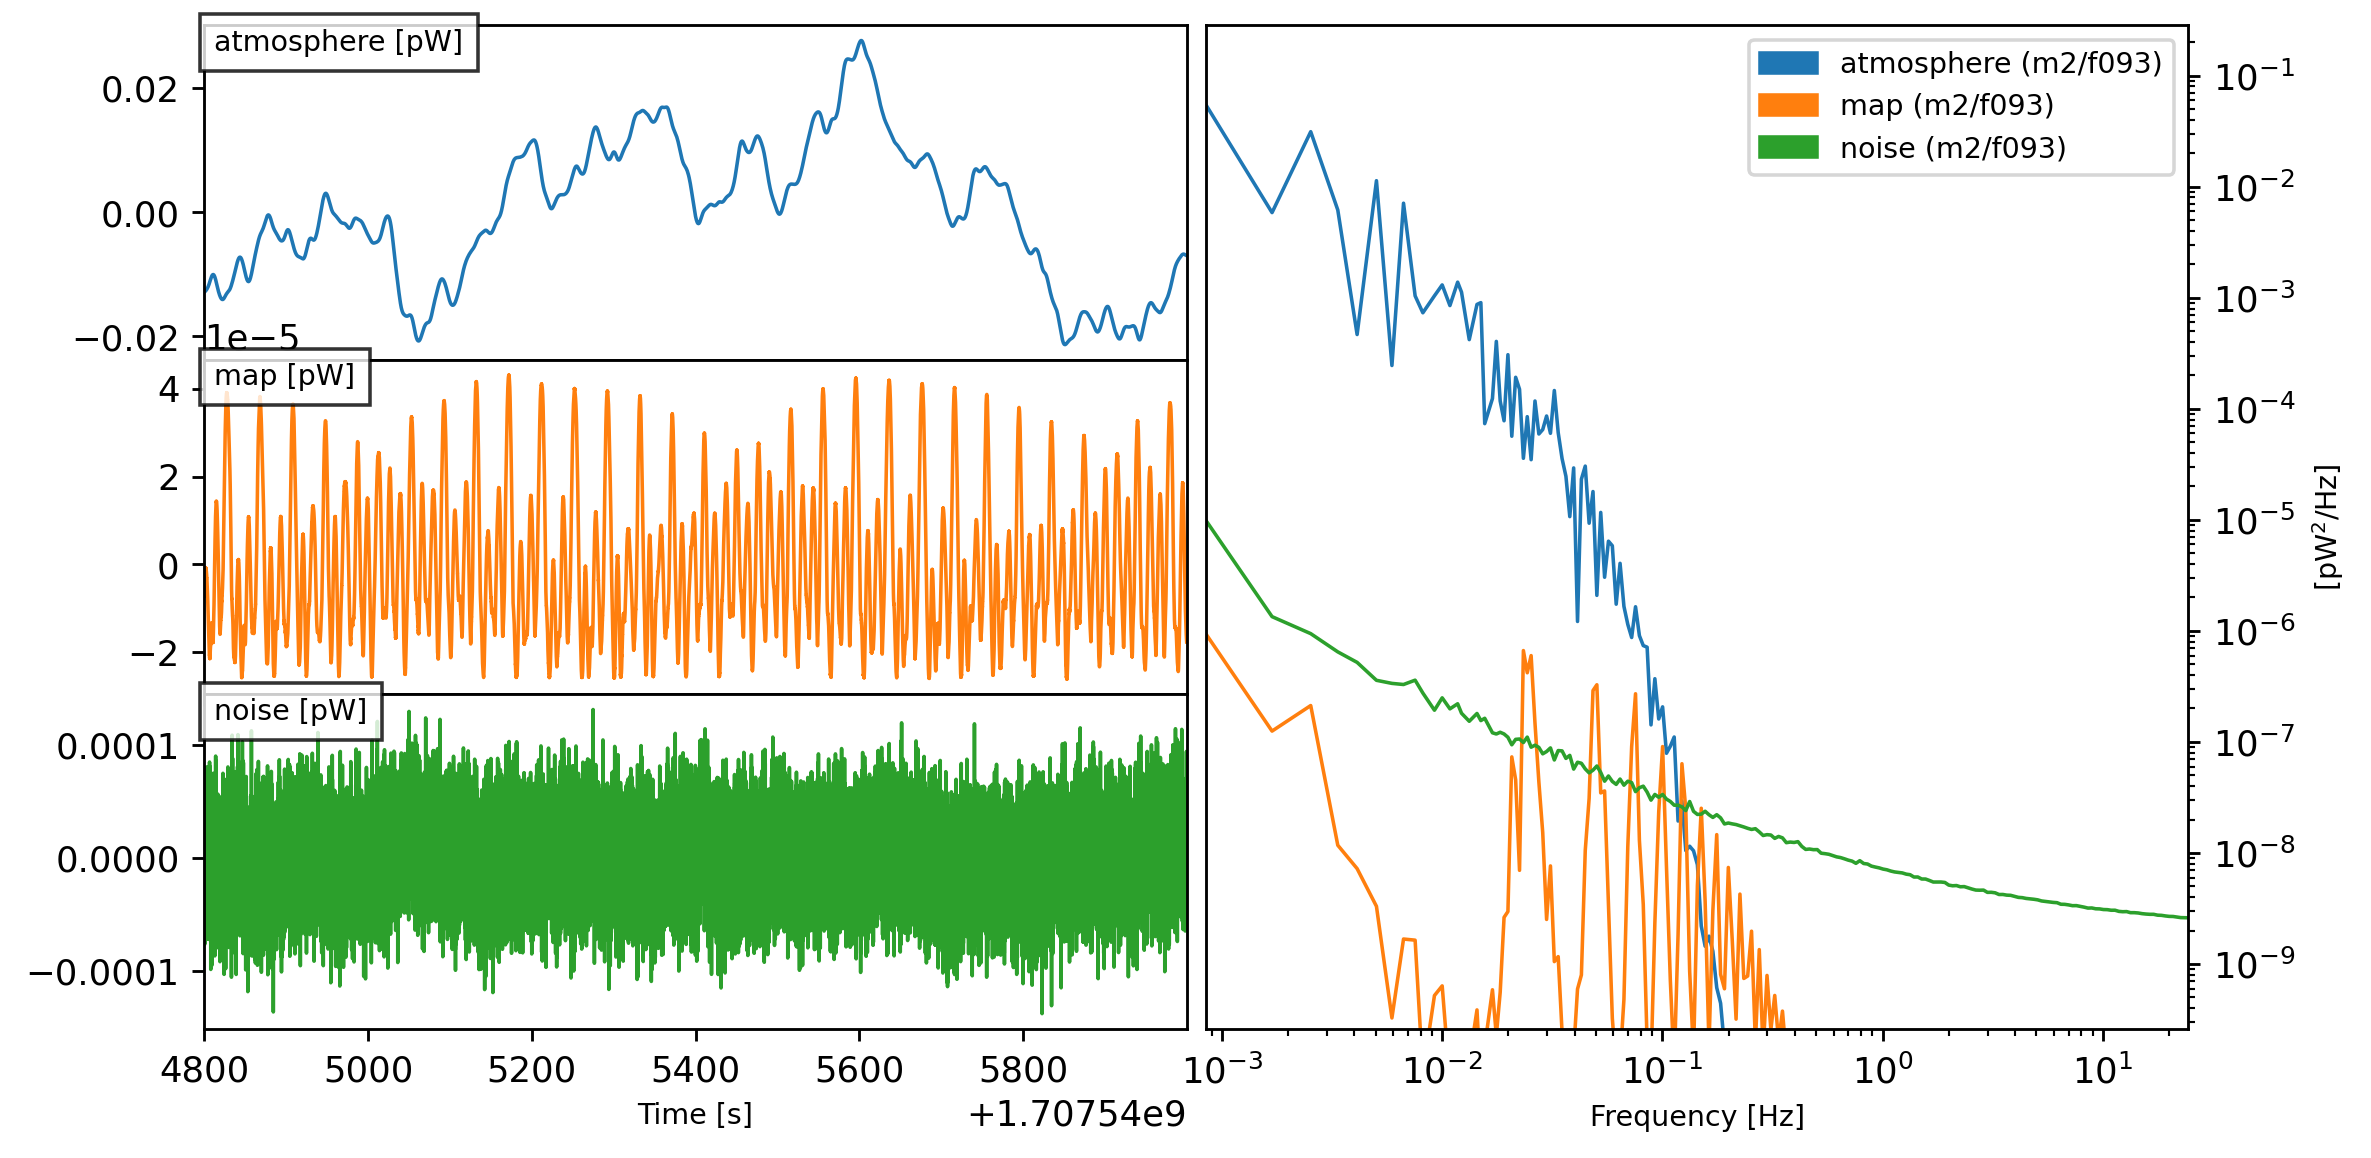 atmosphere [pW]
0.02
0.00
−0.02
1e−5
map [pW]
4
2
0
−2
noise [pW]
0.0001
0.0000
−0.0001
4800 5000 5200 5400 5600 5800
Time [s]
+1.70754e9
atmosphere (m2/f093)
map (m2/f093)
noise (m2/f093)
10⁻¹
10⁻²
10⁻³
10⁻⁴
10⁻⁵
10⁻⁶
10⁻⁷
10⁻⁸
10⁻⁹
[pW²/Hz]
10⁻³ 10⁻² 10⁻¹ 10⁰ 10¹
Frequency [Hz]